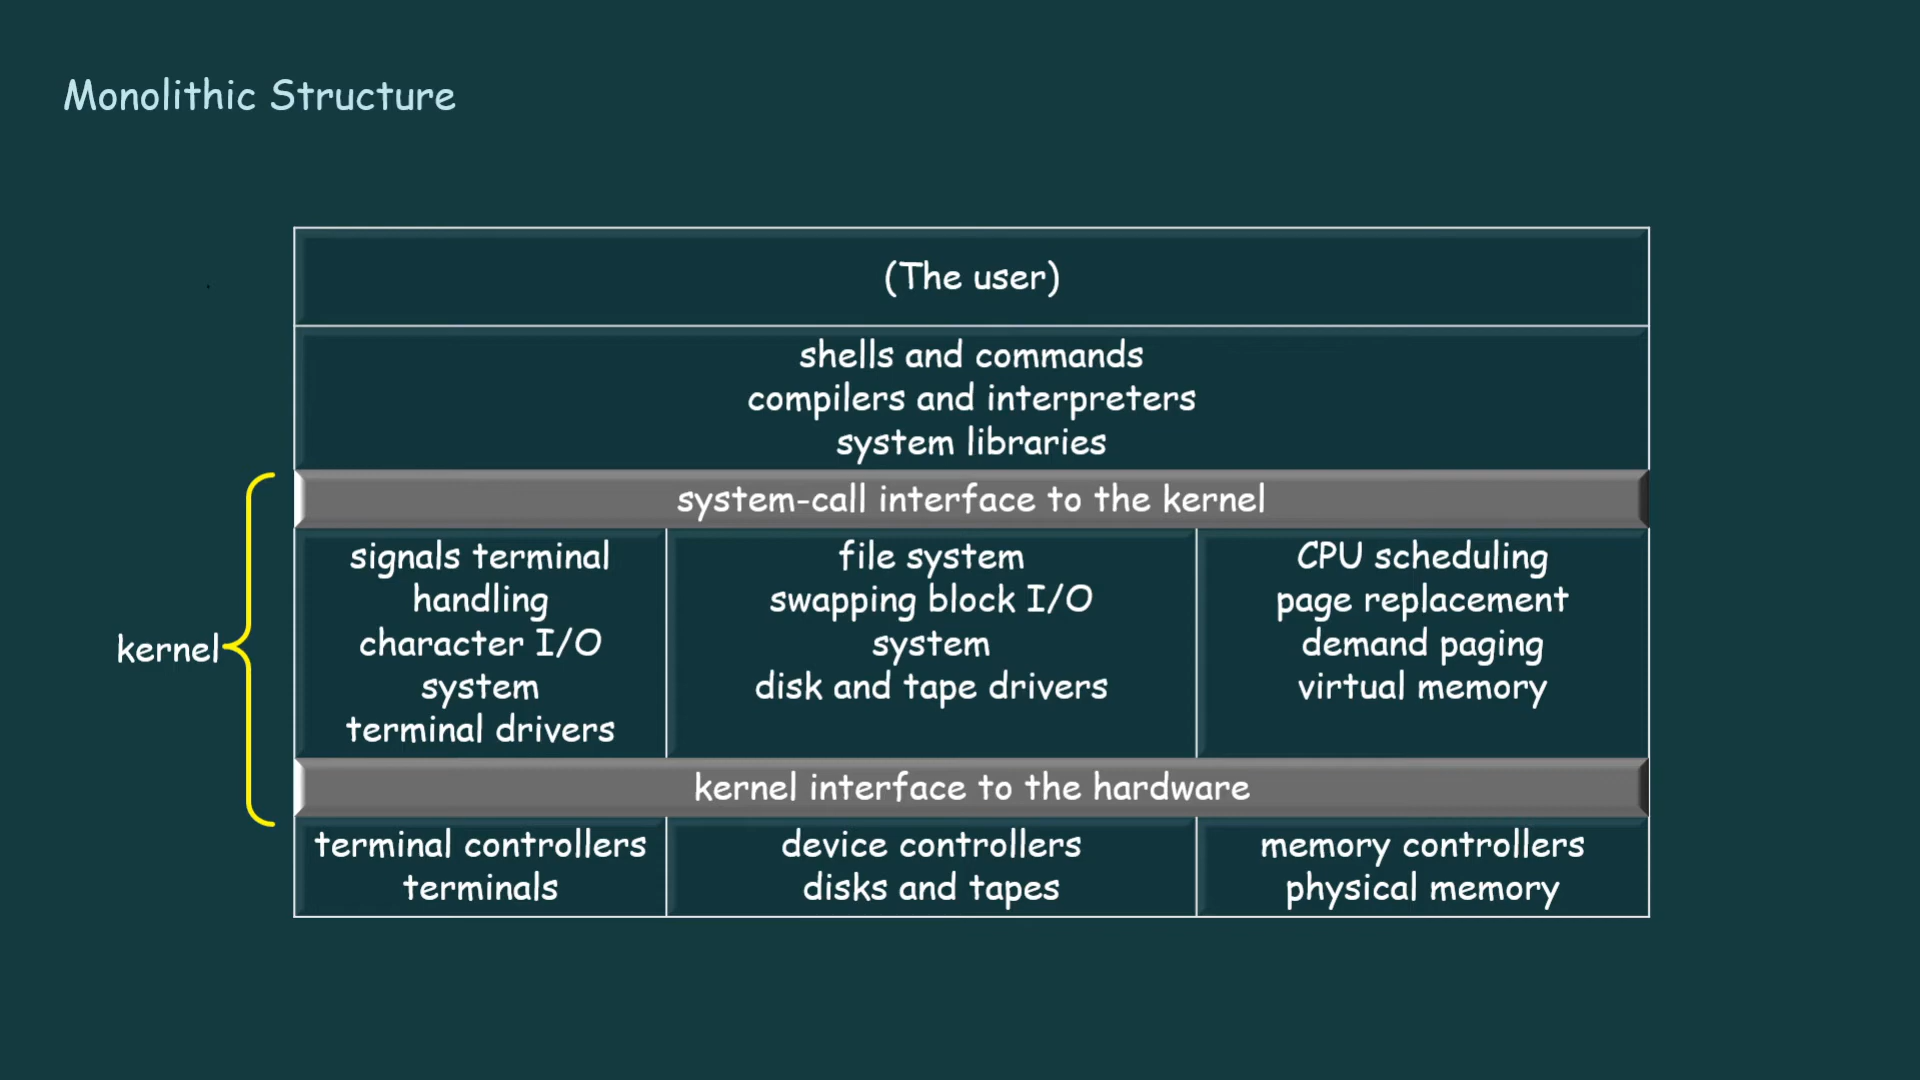 Monolithic Structure
(The user)
shells and commands
compilers and interpreters
system libraries
system-call interface to the kernel
kernel
signals terminal
handling
character I/O
system
terminal drivers
file system
swapping block I/O
system
disk and tape drivers
CPU scheduling
page replacement
demand paging
virtual memory
kernel interface to the hardware
terminal controllers
terminals
device controllers
disks and tapes
memory controllers
physical memory